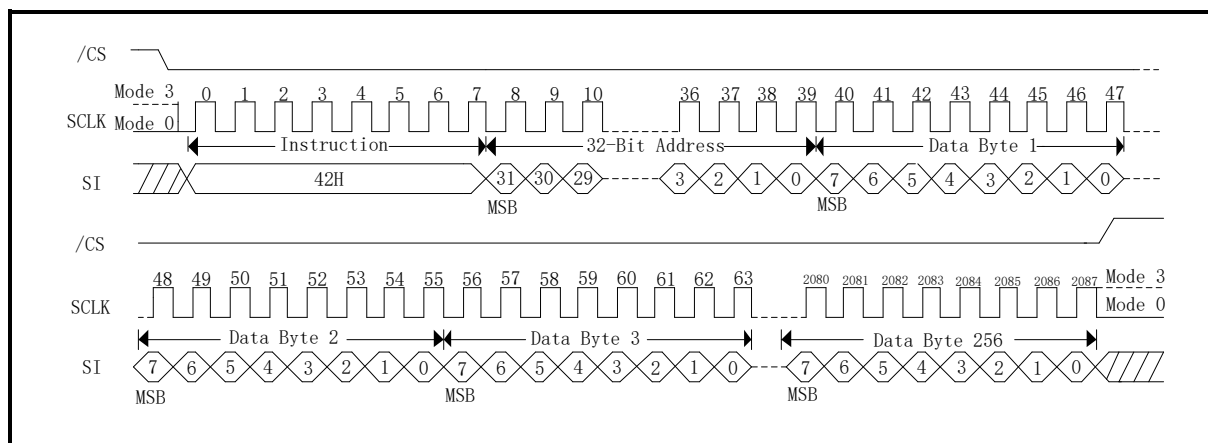 /CS
Mode 3
0 1 2 3 4 5 6 7 8 9 10 36 37 38 39 40 41 42 43 44 45 46 47
SCLK
Mode 0
Instruction 32-Bit Address Data Byte 1
SI 42H 31 30 29 3 2 1 0 7 6 5 4 3 2 1 0
MSB MSB
/CS
48 49 50 51 52 53 54 55 56 57 58 59 60 61 62 63 2080 2081 2082 2083 2084 2085 2086 2087 Mode 3
SCLK Mode 0
Data Byte 2 Data Byte 3 Data Byte 256
SI 7 6 5 4 3 2 1 0 7 6 5 4 3 2 1 0 7 6 5 4 3 2 1 0
MSB MSB MSB